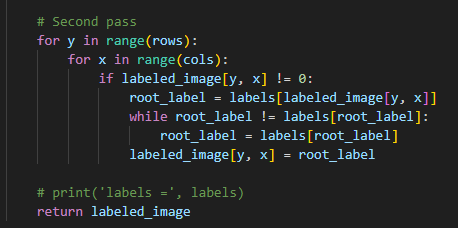 # Second pass
for y in range(rows):
    for x in range(cols):
        if labeled_image[y, x] != 0:
            root_label = labels[labeled_image[y, x]]
            while root_label != labels[root_label]:
                root_label = labels[root_label]
            labeled_image[y, x] = root_label

# print('labels =', labels)
return labeled_image